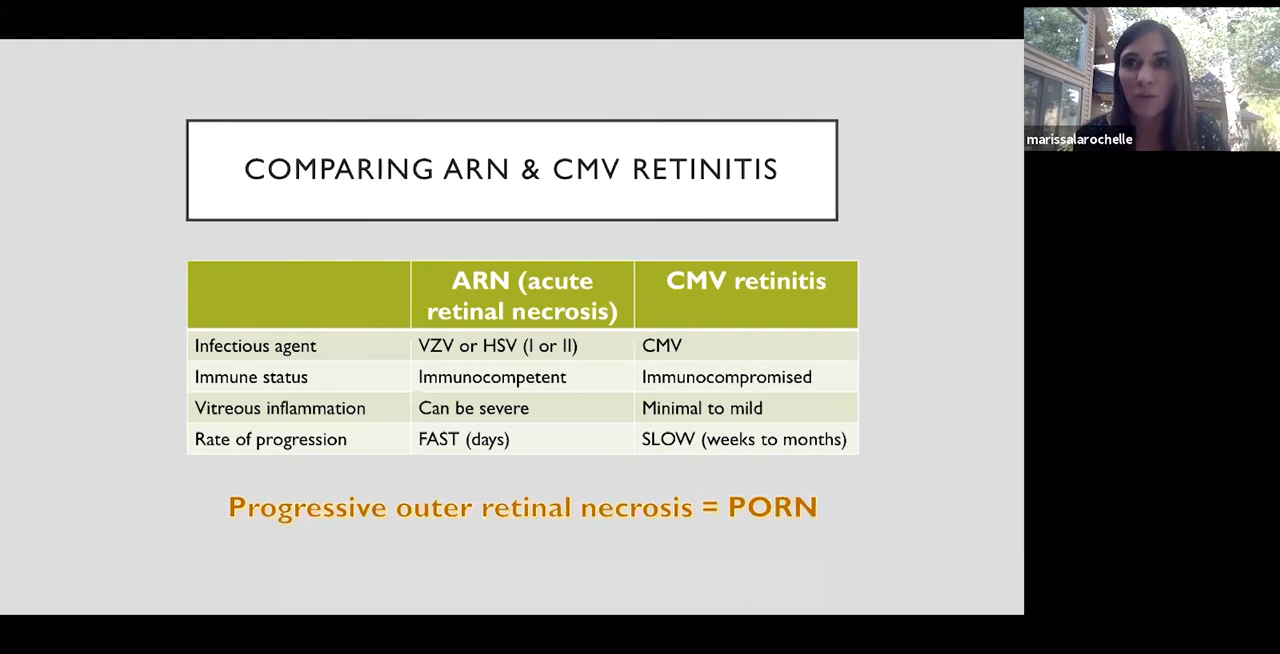 marissalarochelle
COMPARING ARN & CMV RETINITIS
ARN (acute
retinal necrosis)
CMV retinitis
Infectious agent VZV or HSV (I or II) CMV
Immune status Immunocompetent Immunocompromised
Vitreous inflammation Can be severe Minimal to mild
Rate of progression FAST (days) SLOW (weeks to months)
Progressive outer retinal necrosis = PORN